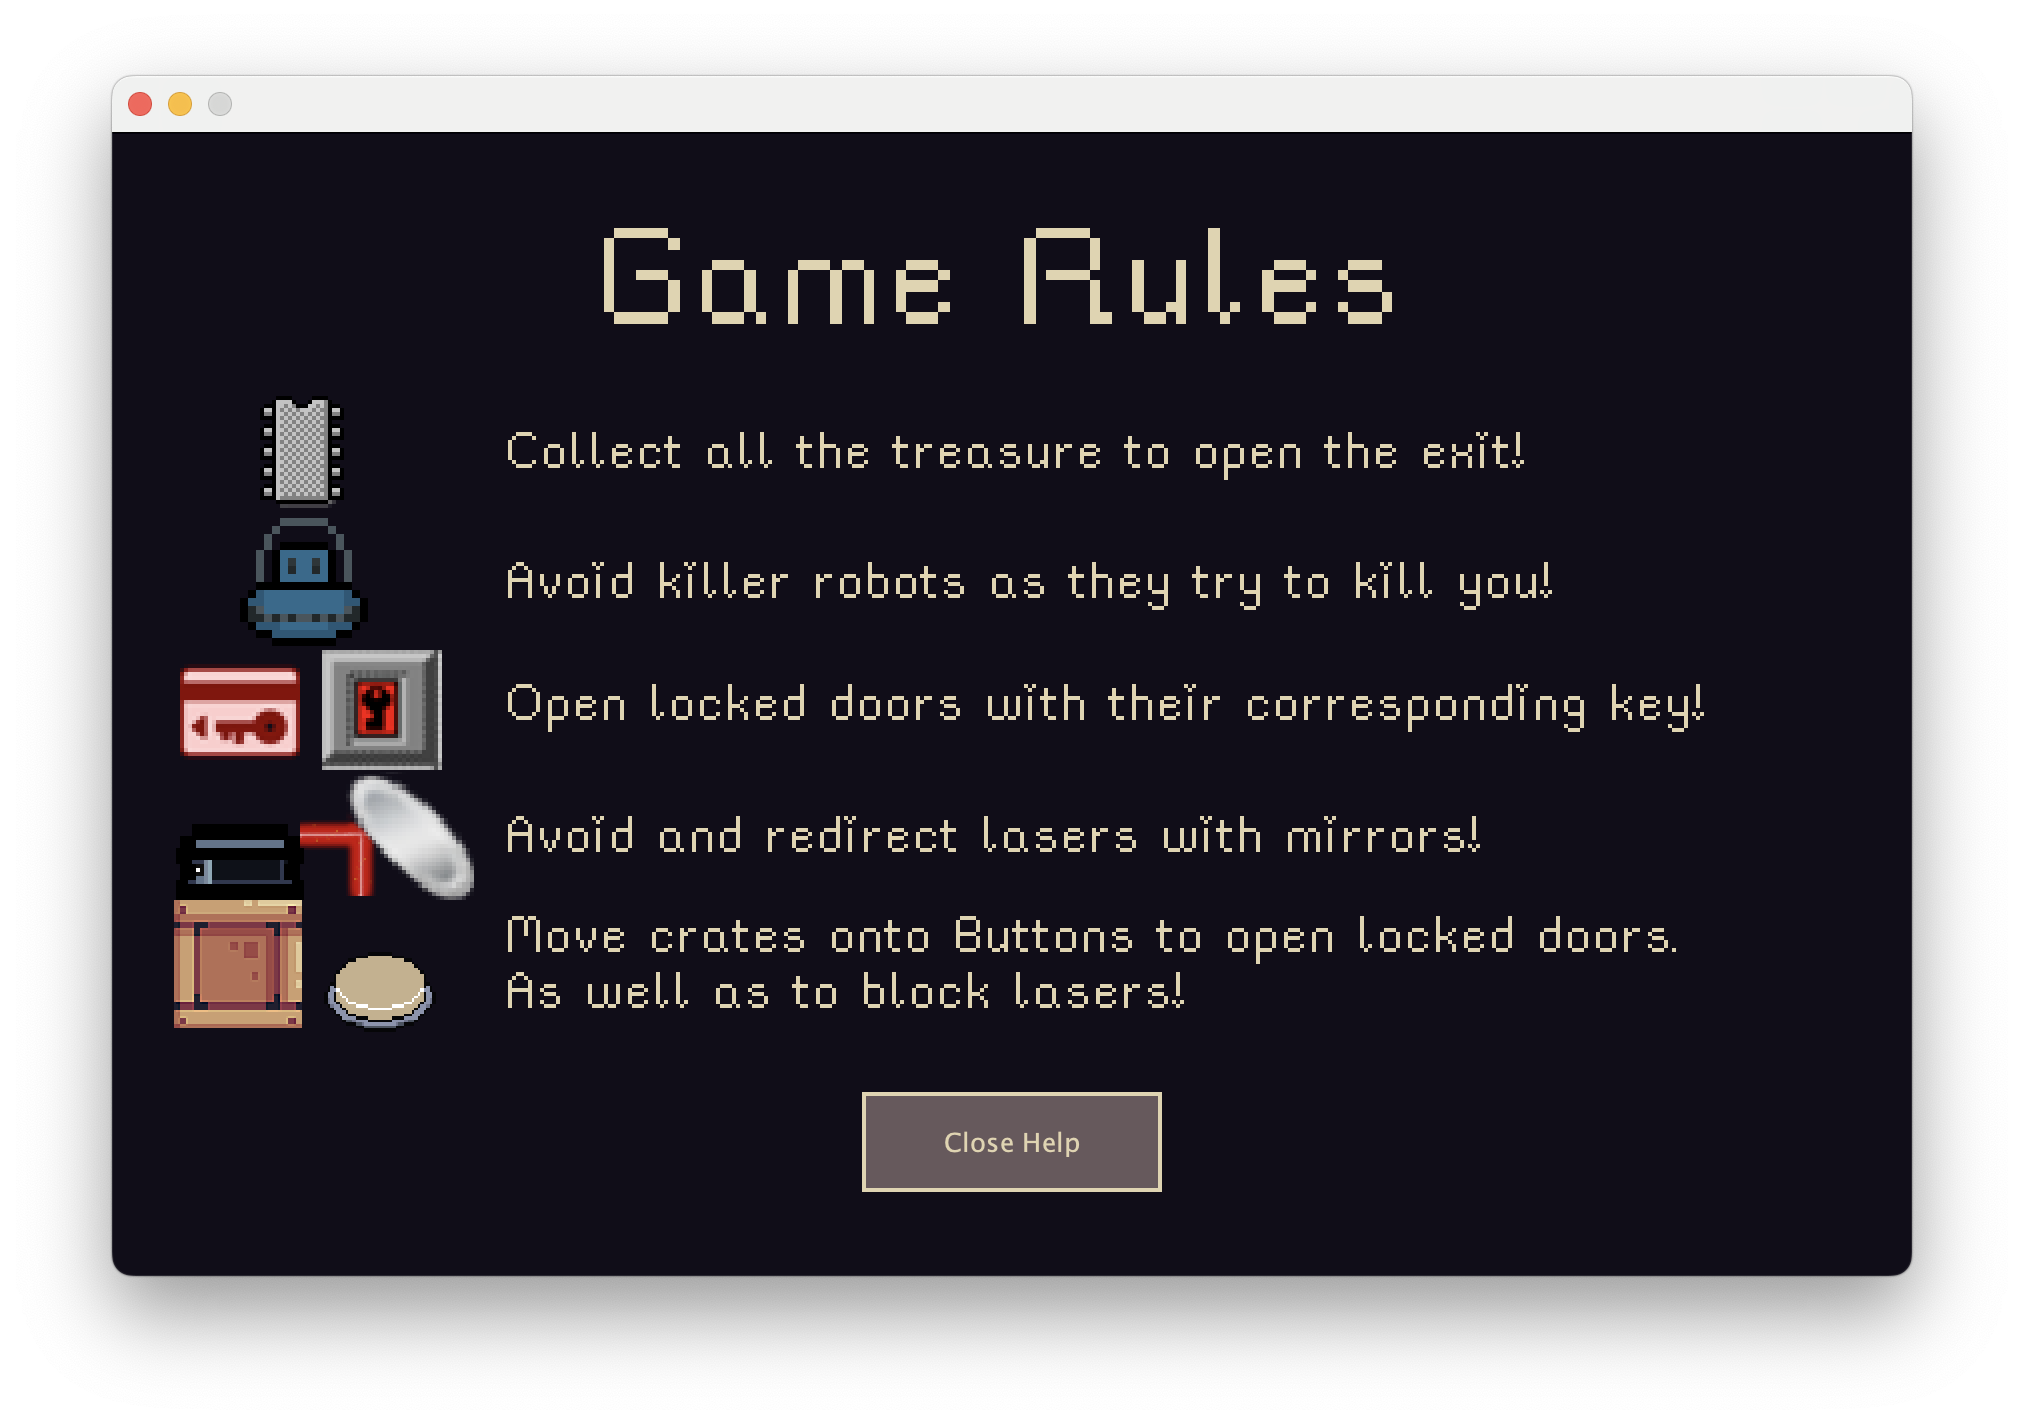 Game Rules
Collect all the treasure to open the exit!
Avoid killer robots as they try to kill you!
Open locked doors with their corresponding key!
Avoid and redirect lasers with mirrors!
Move crates onto Buttons to open locked doors.
As well as to block lasers!
Close Help